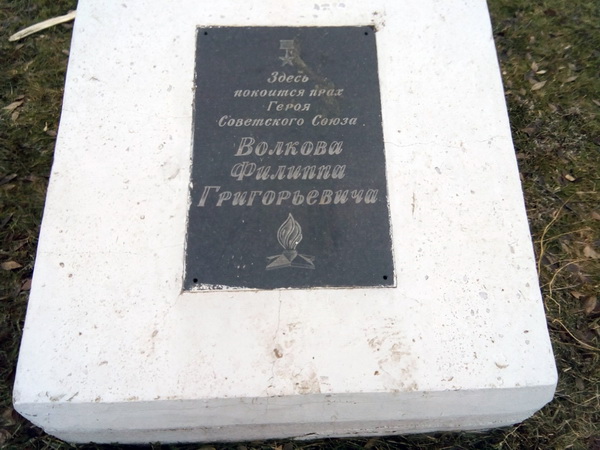 Здесь
покоится прах
Героя
Советского Союза
Волкова
Филиппа
Григорьевича